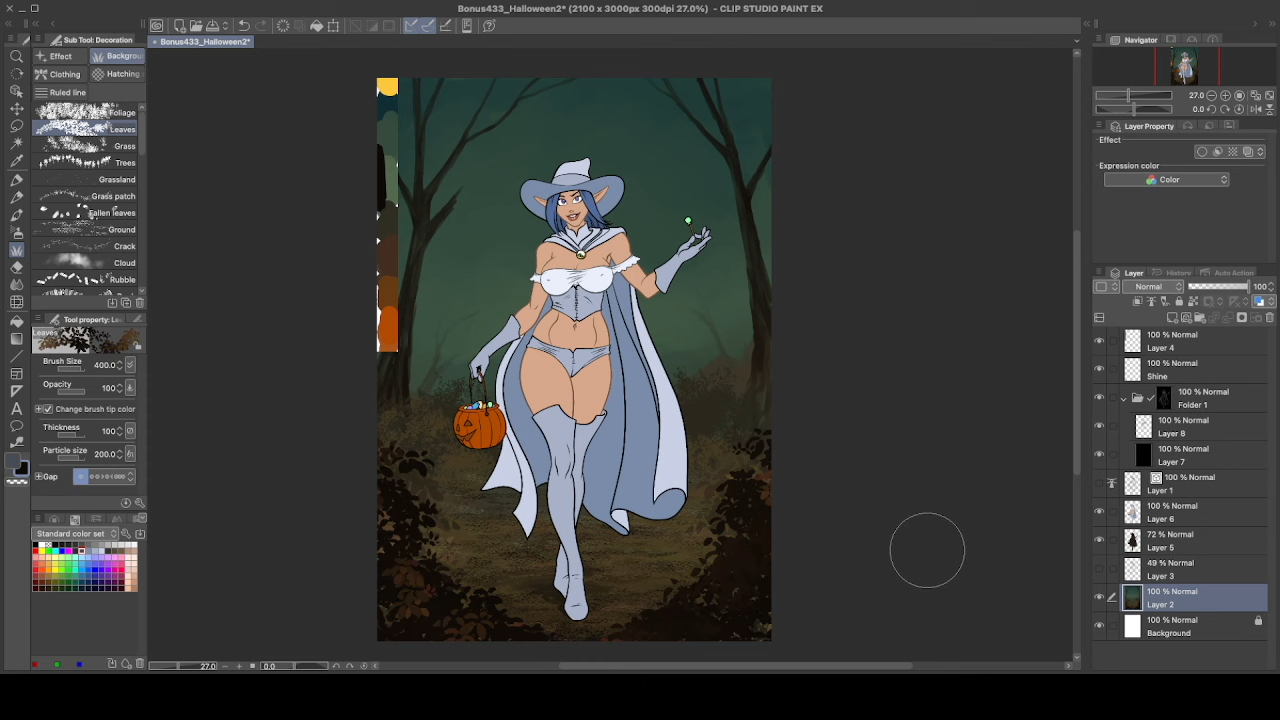 Bonus433_Halloween2* (2100 x 3000px 300dpi 27.0%) - CLIP STUDIO PAINT EX
Sub Tool: Decoration
Bonus433_Halloween2*
Navigator
Effect
Backgrou
Clothing
Hatching
Ruled line
Foliage
Leaves
Grass
Trees
Grassland
Grass patch
Fallen leaves
Ground
Crack
Cloud
Rubble
Tool property: Le
Leaves
Brush Size 400.0
Opacity 100
Change brush tip color
Thickness 100
Particle size 200.0
Gap
Standard color set
27.0 0.0
27.0
0.0
Layer Property
Effect
Expression color
Color
Layer History Auto Action
Normal 100
100 % Normal
Layer 4
100 % Normal
Shine
100 % Normal
Folder 1
100 % Normal
Layer 8
100 % Normal
Layer 7
100 % Normal
Layer 1
100 % Normal
Layer 6
72 % Normal
Layer 5
49 % Normal
Layer 3
100 % Normal
Layer 2
100 % Normal
Background